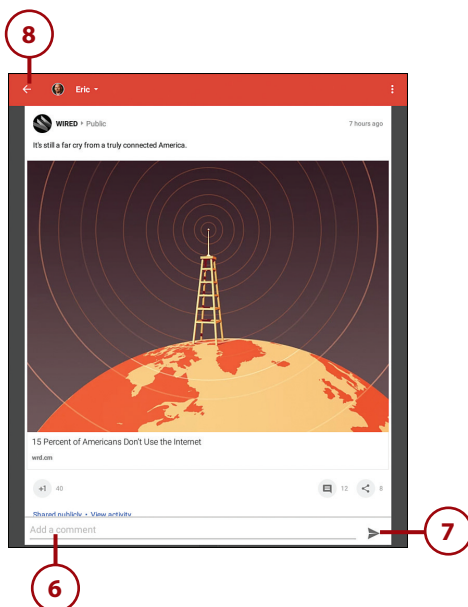 8
Eric
WIRED ▸ Public 7 hours ago
It's still a far cry from a truly connected America.
15 Percent of Americans Don't Use the Internet
wrd.cm
+1 40 12 8
Shared publicly • View activity
Add a comment
7
6